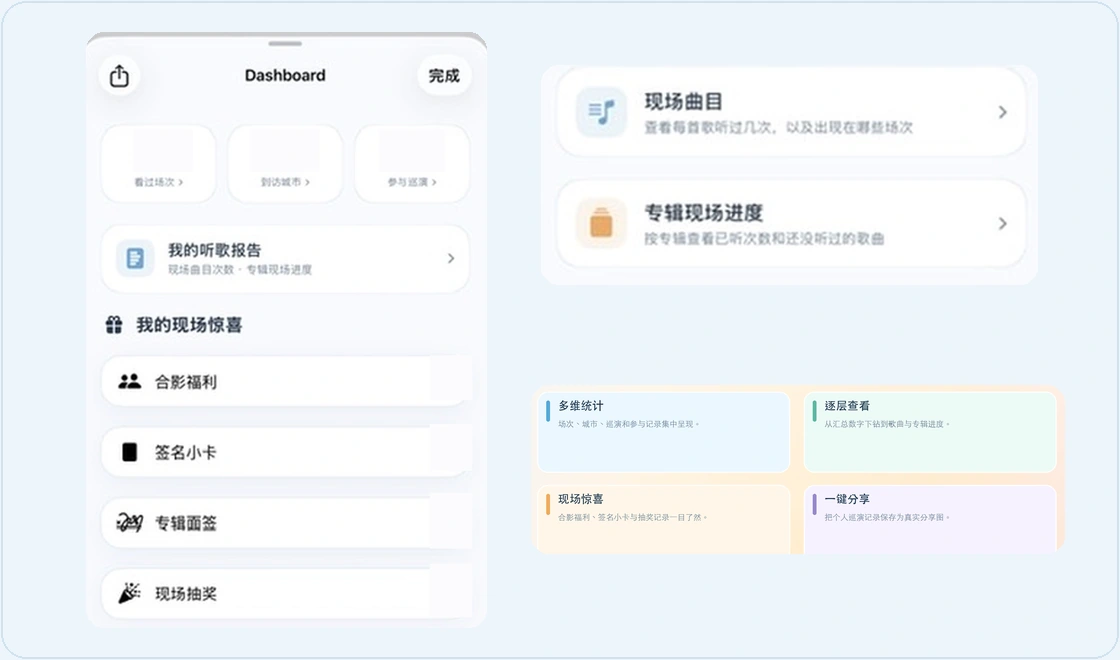 Dashboard
完成
看过场次 >
到访城市 >
参与巡演 >
我的听歌报告
现场曲目次数 · 专辑现场进度
我的现场惊喜
合影福利
签名小卡
专辑面签
现场抽奖
现场曲目
查看每首歌听过几次，以及出现在哪些场次
专辑现场进度
按专辑查看已听次数和还没听过的歌曲
多维统计
场次、城市、巡演和参与记录集中呈现。
逐层查看
从汇总数字下钻到歌曲与专辑进度。
现场惊喜
合影福利、签名小卡与抽奖记录一目了然。
一键分享
把个人巡演记录保存为真实分享图。